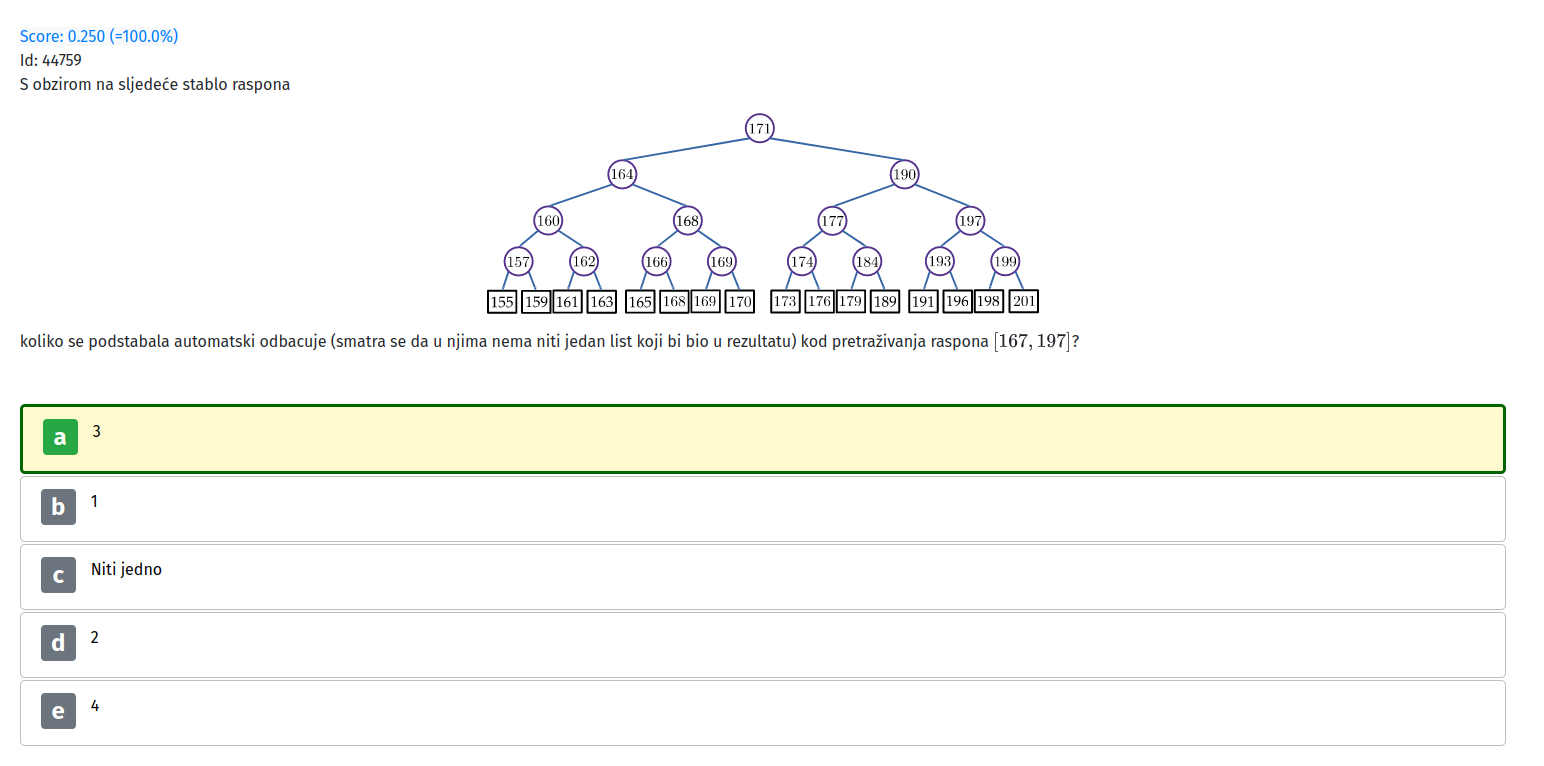 Score: 0.250 (=100.0%)
Id: 44759
S obzirom na sljedeće stablo raspona
171
164 190
160 168 177 197
157 162 166 169 174 184 193 199
155 159 161 163 165 168 169 170 173 176 179 189 191 196 198 201
koliko se podstabala automatski odbacuje (smatra se da u njima nema niti jedan list koji bi bio u rezultatu) kod pretraživanja raspona [167, 197]?
a 3
b 1
c Niti jedno
d 2
e 4